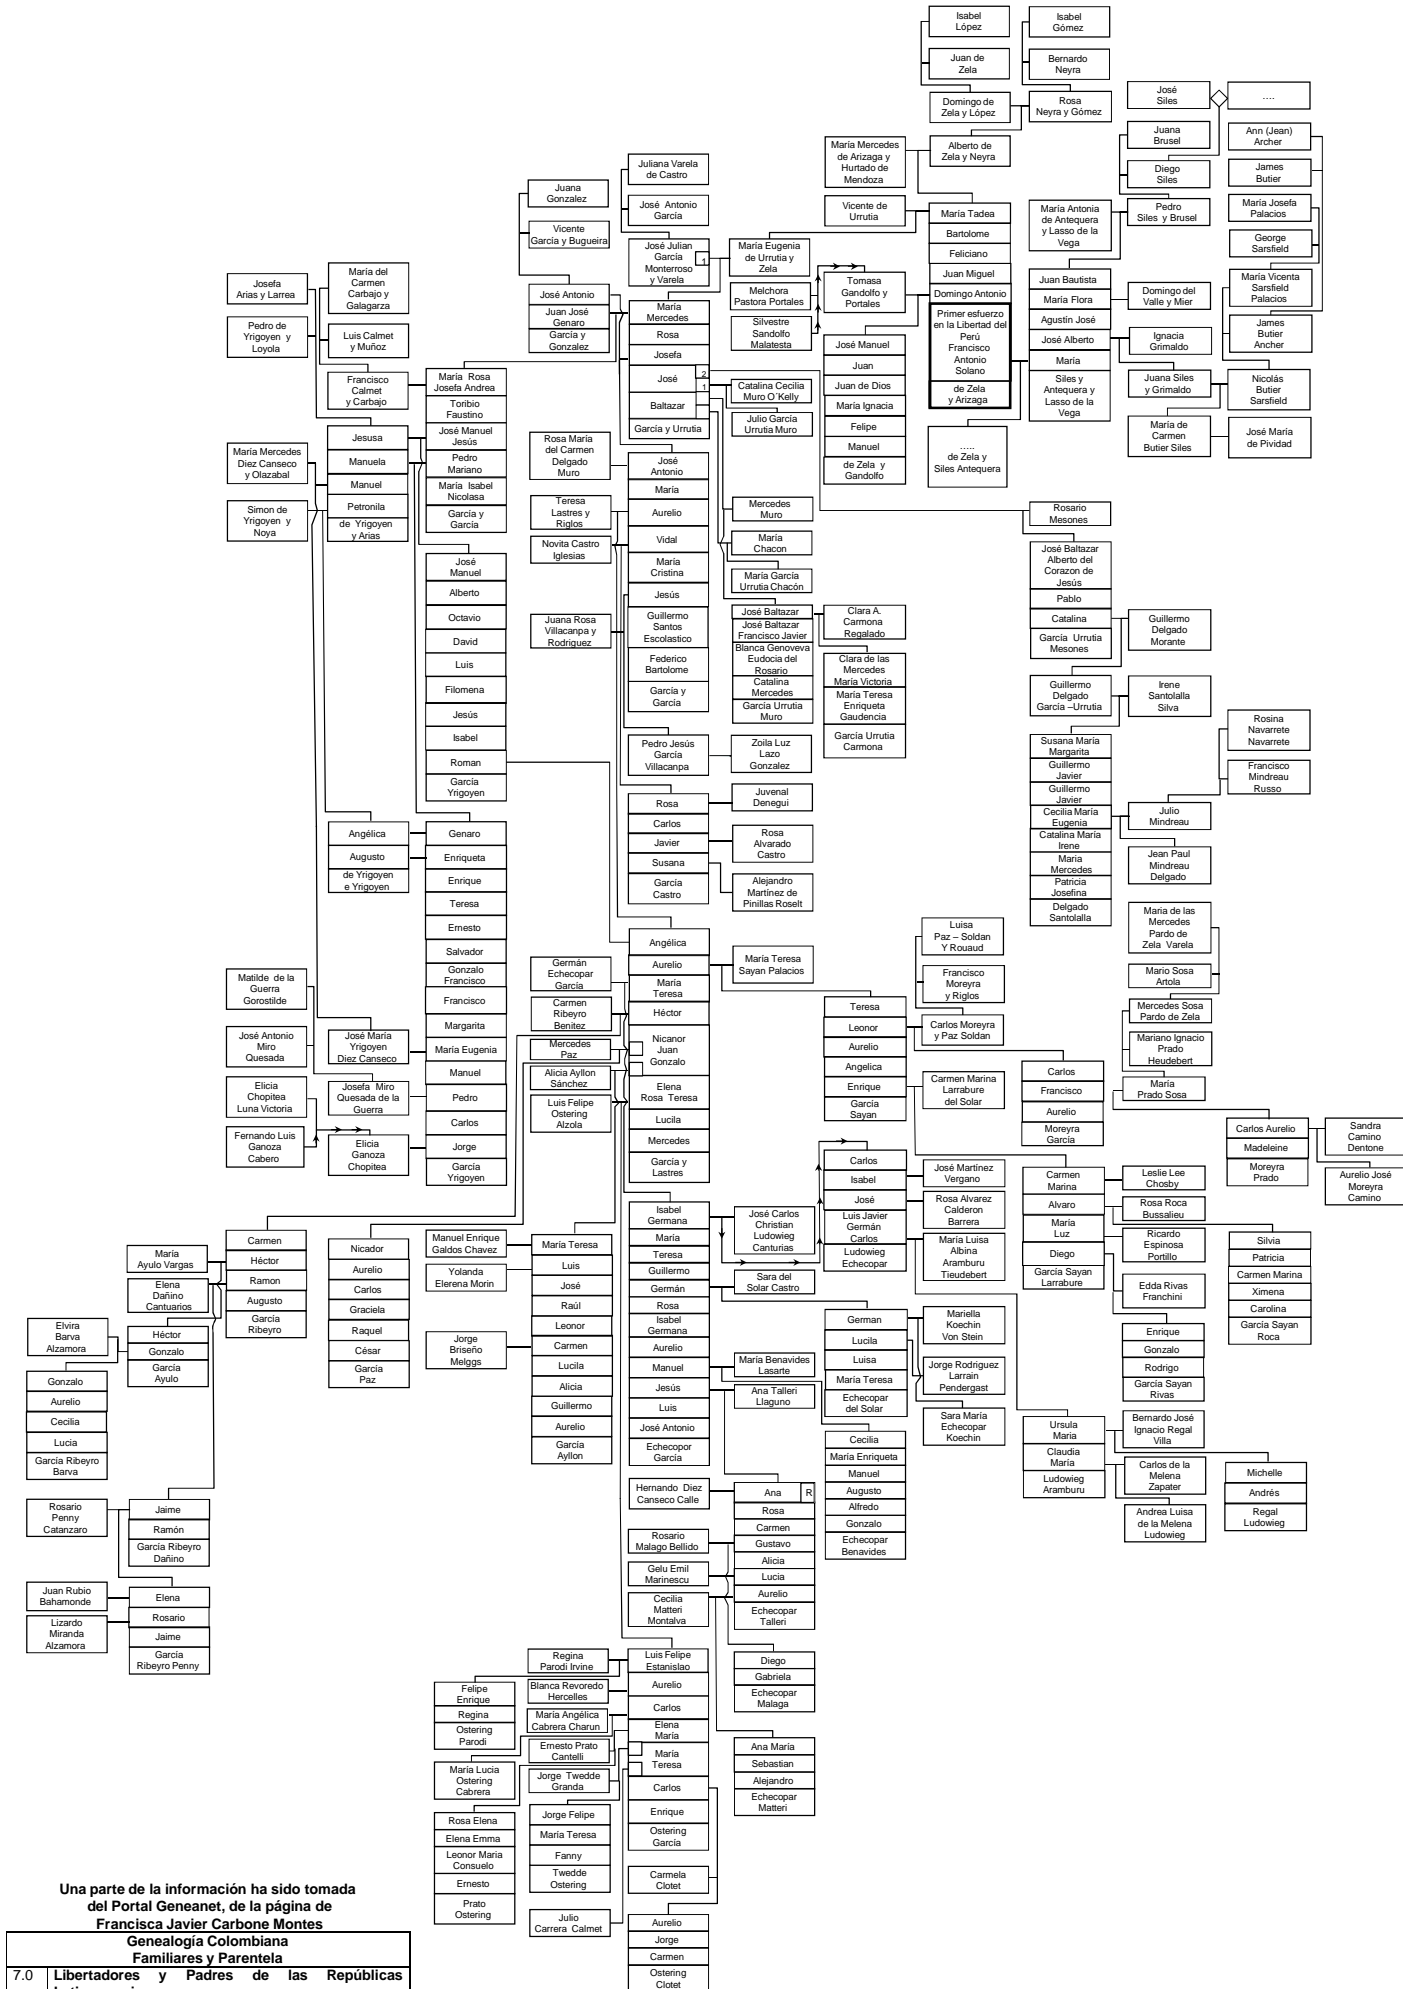 Isabel
López
Isabel
Gómez
Juan de
Zela
Bernardo
Neyra
José
Siles
....
Domingo de
Zela y López
Rosa
Neyra y Gómez
Juana
Brusel
Ann (Jean)
Archer
María Mercedes
de Arizaga y
Hurtado de
Mendoza
Alberto de
Zela y Neyra
Juliana Varela
de Castro
Diego
Siles
James
Butier
Juana
Gonzalez
José Antonio
García
Vicente de
Urrutia
María Tadea
Bartolome
Feliciano
Juan Miguel
Domingo Antonio
Primer esfuerzo
en la Libertad del
Perú
Francisco
Antonio
Solano
de Zela
y Arizaga
María Antonia
de Antequera
y Lasso de la
Vega
Pedro
Siles y Brusel
María Josefa
Palacios
George
Sarsfield
Vicente
García y Bugueira
José Julian
García
Monterroso
y Varela
1
María Eugenia
de Urrutia y
Zela
María Vicenta
Sarsfield
Palacios
James
Butier
Ancher
Josefa
Arias y Larrea
María del
Carmen
Carbajo y
Galagarza
José Antonio
Juan José
Genaro
García y
Gonzalez
Melchora
Pastora Portales
Tomasa
Gandolfo y
Portales
Silvestre
Sandolfo
Malatesta
Juan Bautista
María Flora
Agustín José
José Alberto
María
Siles y
Antequera y
Lasso de la
Vega
Domingo del
Valle y Mier
Ignacia
Grimaldo
Pedro de
Yrigoyen y
Loyola
Luis Calmet
y Muñoz
María
Mercedes
Rosa
Josefa
José
2
1
Baltazar
García y Urrutia
José Manuel
Juan
Juan de Dios
María Ignacia
Felipe
Manuel
de Zela y
Gandolfo
Juana Siles
y Grimaldo
Nicolás
Butier
Sarsfield
Francisco
Calmet
y Carbajo
María Rosa
Josefa Andrea
Toribio
Faustino
José Manuel
Jesús
Pedro
Mariano
María Isabel
Nicolasa
García y
García
Catalina Cecilia
Muro O´Kelly
Julio García
Urrutia Muro
....
de Zela y
Siles Antequera
María de
Carmen
Butier Siles
José María
de Pividad
María Mercedes
Diez Canseco
y Olazabal
Jesusa
Manuela
Manuel
Petronila
de Yrigoyen
y Arias
Rosa María
del Carmen
Delgado
Muro
José
Antonio
María
Aurelio
Vidal
María
Cristina
Jesús
Guillermo
Santos
Escolastico
Federico
Bartolome
García y
García
Simon de
Yrigoyen y
Noya
Teresa
Lastres y
Riglos
Novita Castro
Iglesias
Mercedes
Muro
María
Chacon
María García
Urrutia Chacón
Rosario
Mesones
José Baltazar
Alberto del
Corazon de
Jesús
Pablo
Catalina
García Urrutia
Mesones
José
Manuel
Alberto
Octavio
David
Luis
Filomena
Jesús
Isabel
Roman
García
Yrigoyen
Juana Rosa
Villacanpa y
Rodriguez
José Baltazar
José Baltazar
Francisco Javier
Blanca Genoveva
Eudocia del
Rosario
Catalina
Mercedes
García Urrutia
Muro
Clara A.
Carmona
Regalado
Clara de las
Mercedes
María Victoria
María Teresa
Enriqueta
Gaudencia
García Urrutia
Carmona
Guillermo
Delgado
Morante
Guillermo
Delgado
García –Urrutia
Irene
Santolalla
Silva
Pedro Jesús
García
Villacanpa
Zoila Luz
Lazo
Gonzalez
Susana María
Margarita
Guillermo
Javier
Guillermo
Javier
Cecilia María
Eugenia
Catalina María
Irene
Maria
Mercedes
Patricia
Josefina
Delgado
Santolalla
Rosina
Navarrete
Navarrete
Francisco
Mindreau
Russo
Julio
Mindreau
Jean Paul
Mindreau
Delgado
Rosa
Carlos
Javier
Susana
García
Castro
Juvenal
Denegui
Rosa
Alvarado
Castro
Alejandro
Martínez de
Pinillas Roselt
Angélica
Augusto
de Yrigoyen
e Yrigoyen
Genaro
Enriqueta
Enrique
Teresa
Ernesto
Salvador
Gonzalo
Francisco
Francisco
Margarita
María Eugenia
Manuel
Pedro
Carlos
Jorge
García
Yrigoyen
Maria de las
Mercedes
Pardo de
Zela Varela
Mario Sosa
Artola
Mercedes Sosa
Pardo de Zela
Mariano Ignacio
Prado
Heudebert
María
Prado Sosa
Angélica
Aurelio
María
Teresa
Héctor
Nicanor
Juan
Gonzalo
Elena
Rosa Teresa
Lucila
Mercedes
García y
Lastres
María Teresa
Sayan Palacios
Luisa
Paz – Soldan
Y Rouaud
Francisco
Moreyra
y Riglos
Carlos Moreyra
y Paz Soldan
Germán
Echecopar
García
Carmen
Ribeyro
Benitez
Mercedes
Paz
Alicia Ayllon
Sánchez
Luis Felipe
Ostering
Alzola
Teresa
Leonor
Aurelio
Angelica
Enrique
García
Sayan
Carmen Marina
Larrabure
del Solar
Carlos
Francisco
Aurelio
Moreyra
García
Matilde de la
Guerra
Gorostilde
José Antonio
Miro
Quesada
José María
Yrigoyen
Diez Canseco
Josefa Miro
Quesada de la
Guerra
Elicia
Chopitea
Luna Victoria
Fernando Luis
Ganoza
Cabero
Elicia
Ganoza
Chopitea
Carlos Aurelio
Madeleine
Moreyra
Prado
Sandra
Camino
Dentone
Aurelio José
Moreyra
Camino
Carlos
Isabel
José
Luis Javier
Germán
Carlos
Ludowieg
Echecopar
José Martínez
Vergano
Rosa Alvarez
Calderon
Barrera
María Luisa
Albina
Aramburu
Tieudebert
Carmen
Marina
Alvaro
María
Luz
Diego
García Sayan
Larrabure
Leslie Lee
Chosby
Rosa Roca
Bussalieu
Ricardo
Espinosa
Portillo
Edda Rivas
Franchini
Silvia
Patricia
Carmen Marina
Ximena
Carolina
García Sayan
Roca
Enrique
Gonzalo
Rodrigo
García Sayan
Rivas
Isabel
Germana
María
Teresa
Guillermo
Germán
Rosa
Isabel
Germana
Aurelio
Manuel
Jesús
Luis
José Antonio
Echecopor
García
José Carlos
Christian
Ludowieg
Canturias
Sara del
Solar Castro
María Benavides
Lasarte
Ana Talleri
Llaguno
María
Ayulo Vargas
Carmen
Héctor
Ramon
Augusto
García
Ribeyro
Elena
Dañino
Cantuarios
Nicador
Aurelio
Carlos
Graciela
Raquel
César
García
Paz
Manuel Enrique
Galdos Chavez
Yolanda
Elerena Morin
Jorge
Briseño
Melggs
María Teresa
Luis
José
Raúl
Leonor
Carmen
Lucila
Alicia
Guillermo
Aurelio
García
Ayllon
Elvira
Barva
Alzamora
Héctor
Gonzalo
García
Ayulo
Gonzalo
Aurelio
Cecilia
Lucia
García Ribeyro
Barva
German
Lucila
Luisa
María Teresa
Echecopar
del Solar
Mariella
Koechin
Von Stein
Jorge Rodriguez
Larrain
Pendergast
Sara María
Echecopar
Koechin
Cecilia
María Enriqueta
Manuel
Augusto
Alfredo
Gonzalo
Echecopar
Benavides
Ursula
Maria
Claudia
María
Ludowieg
Aramburu
Bernardo José
Ignacio Regal
Villa
Carlos de la
Melena
Zapater
Andrea Luisa
de la Melena
Ludowieg
Michelle
Andrés
Regal
Ludowieg
Rosario
Penny
Catanzaro
Jaime
Ramón
García Ribeyro
Dañino
Hernando Diez
Canseco Calle
Ana
R
Rosa
Carmen
Gustavo
Alicia
Lucia
Aurelio
Echecopar
Talleri
Rosario
Malago Bellido
Gelu Emil
Marinescu
Cecilia
Matteri
Montalva
Juan Rubio
Bahamonde
Lizardo
Miranda
Alzamora
Elena
Rosario
Jaime
García
Ribeyro Penny
Diego
Gabriela
Echecopar
Malaga
Ana María
Sebastian
Alejandro
Echecopar
Matteri
Regina
Parodi Irvine
Blanca Revoredo
Hercelles
María Angélica
Cabrera Charun
Ernesto Prato
Cantelli
Jorge Twedde
Granda
Luis Felipe
Estanislao
Aurelio
Carlos
Elena
María
María
Teresa
Carlos
Enrique
Ostering
García
Felipe
Enrique
Regina
Ostering
Parodi
María Lucia
Ostering
Cabrera
Rosa Elena
Elena Emma
Leonor Maria
Consuelo
Ernesto
Prato
Ostering
Jorge Felipe
María Teresa
Fanny
Twedde
Ostering
Julio
Carrera Calmet
Carmela
Clotet
Aurelio
Jorge
Carmen
Ostering
Clotet
Una parte de la información ha sido tomada
del Portal Geneanet, de la página de
Francisca Javier Carbone Montes
Genealogía Colombiana
Familiares y Parentela
7.0 Libertadores y Padres de las Repúblicas